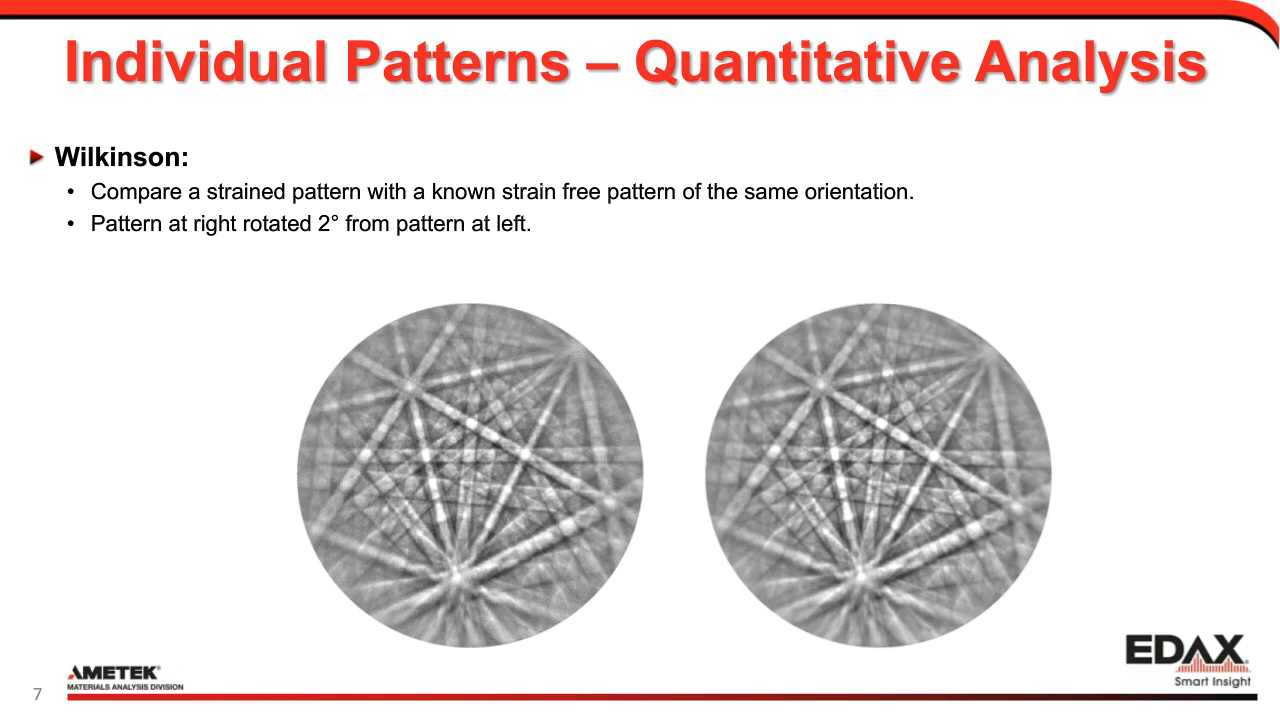 Individual Patterns – Quantitative Analysis
Wilkinson:
• Compare a strained pattern with a known strain free pattern of the same orientation.
• Pattern at right rotated 2° from pattern at left.
EDAX
Smart Insight
AMETEK®
MATERIALS ANALYSIS DIVISION
7